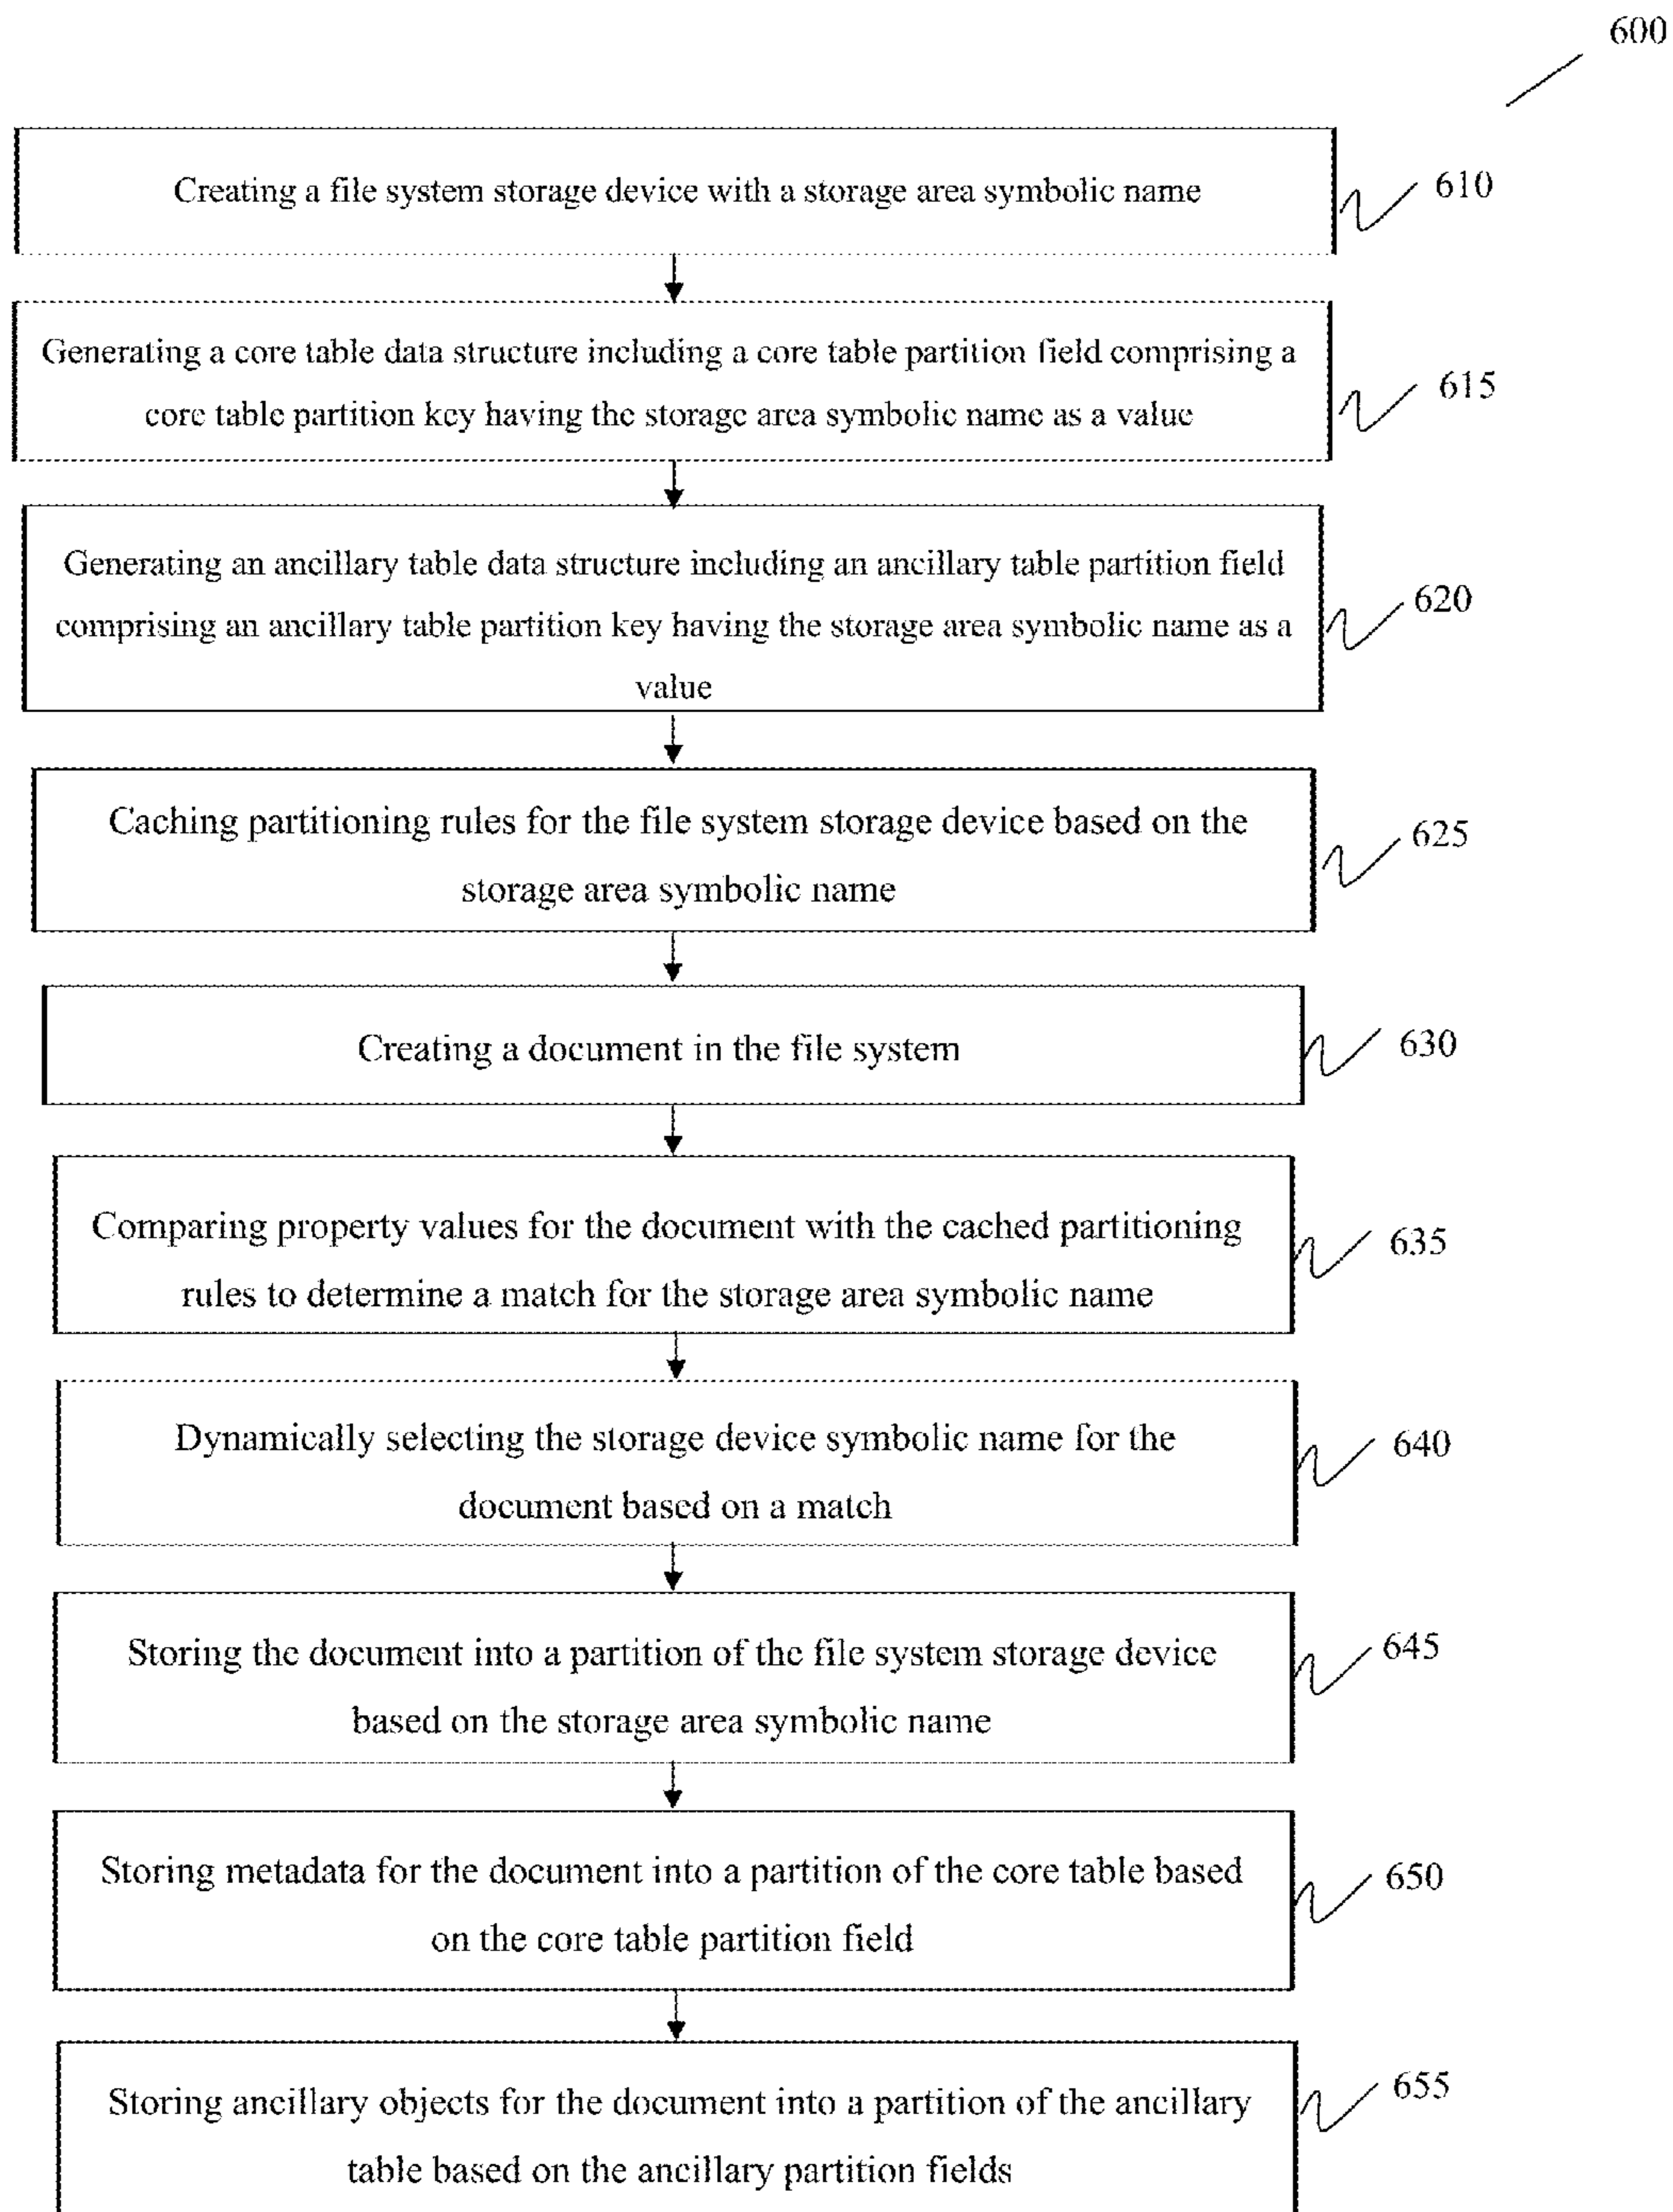 600
Creating a file system storage device with a storage area symbolic name
610
Generating a core table data structure including a core table partition field comprising a
core table partition key having the storage area symbolic name as a value
615
Generating an ancillary table data structure including an ancillary table partition field
comprising an ancillary table partition key having the storage area symbolic name as a
value
620
Caching partitioning rules for the file system storage device based on the
storage area symbolic name
625
Creating a document in the file system
630
Comparing property values for the document with the cached partitioning
rules to determine a match for the storage area symbolic name
635
Dynamically selecting the storage device symbolic name for the
document based on a match
640
Storing the document into a partition of the file system storage device
based on the storage area symbolic name
645
Storing metadata for the document into a partition of the core table based
on the core table partition field
650
Storing ancillary objects for the document into a partition of the ancillary
table based on the ancillary partition fields
655